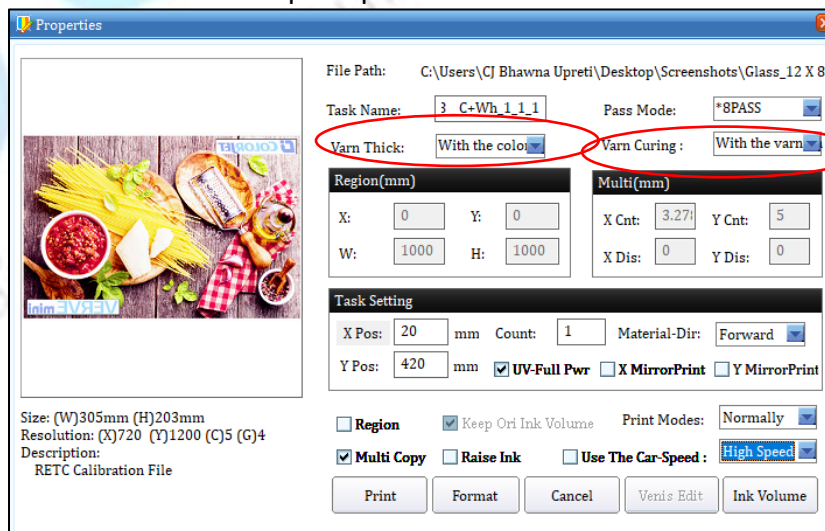 Properties
File Path: C:\Users\CJ Bhawna Upreti\Desktop\Screenshots\Glass_12 X 8
Task Name: 3 C+Wh_1_1_1 Pass Mode: *8PASS
Varn Thick: With the color Varn Curing : With the varn
Region(mm) Multi(mm)
X: 0 Y: 0 X Cnt: 3.278 Y Cnt: 5
W: 1000 H: 1000 X Dis: 0 Y Dis: 0
COLORJET
VERVE mini
Task Setting
X Pos: 20 mm Count: 1 Material-Dir: Forward
Y Pos: 420 mm UV-Full Pwr X MirrorPrint Y MirrorPrint
Size: (W)305mm (H)203mm
Resolution: (X)720 (Y)1200 (C)5 (G)4
Description:
RETC Calibration File
Region Keep Ori Ink Volume Print Modes: Normally
Multi Copy Raise Ink Use The Car-Speed : High Speed
Print Format Cancel Venis Edit Ink Volume